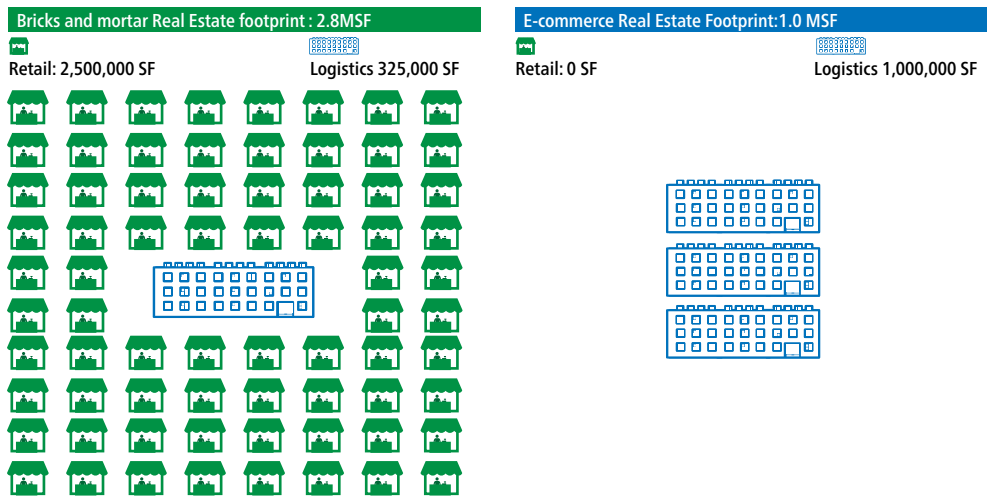 Bricks and mortar Real Estate footprint : 2.8MSF
Retail: 2,500,000 SF
Logistics 325,000 SF
E-commerce Real Estate Footprint:1.0 MSF
Retail: 0 SF
Logistics 1,000,000 SF